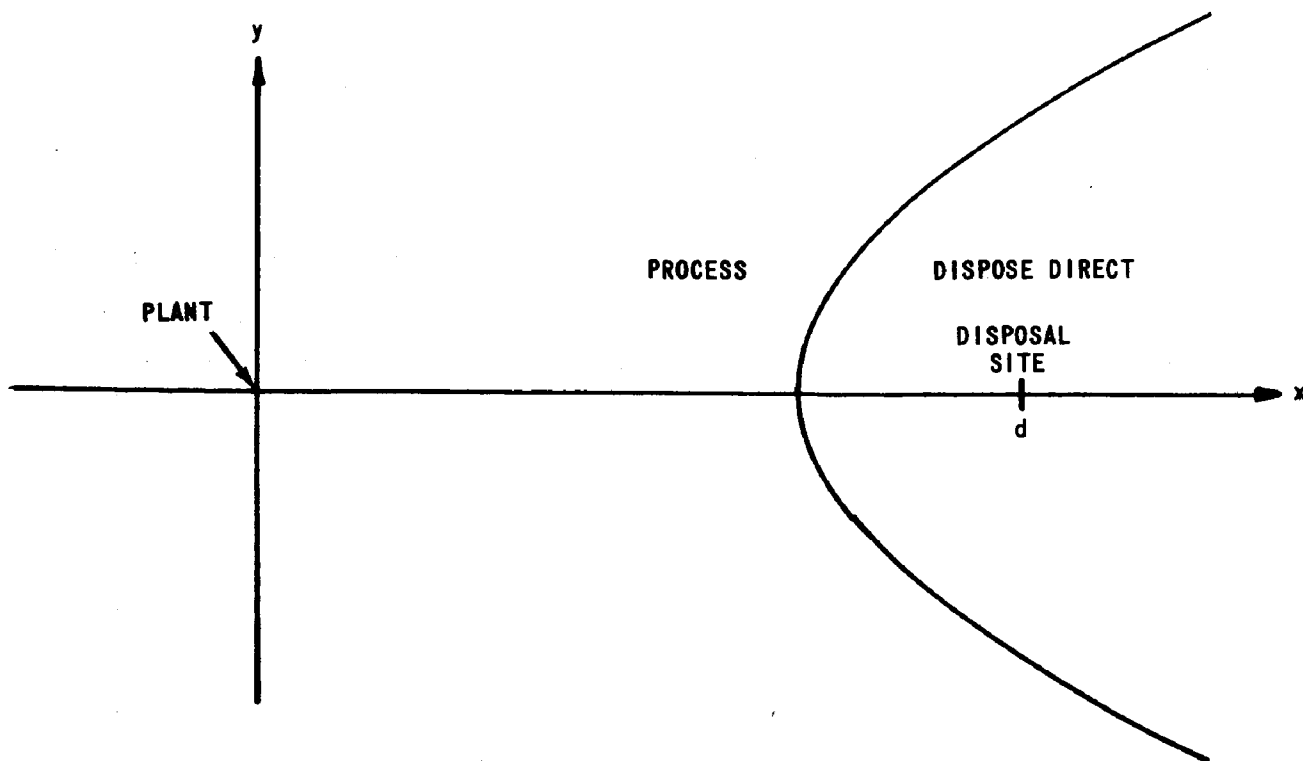 y
PROCESS
DISPOSE DIRECT
PLANT
DISPOSAL
SITE
x
d